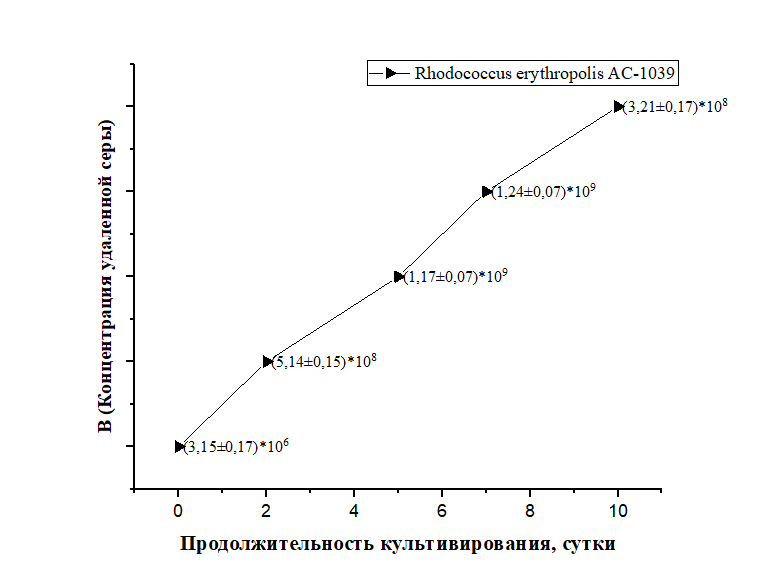 Rhodococcus erythropolis AC-1039
(3,21±0,17)*10⁸
(1,24±0,07)*10⁹
(1,17±0,07)*10⁹
(5,14±0,15)*10⁸
(3,15±0,17)*10⁶
В (Концентрация удаленной серы)
0 2 4 6 8 10
Продолжительность культивирования, сутки